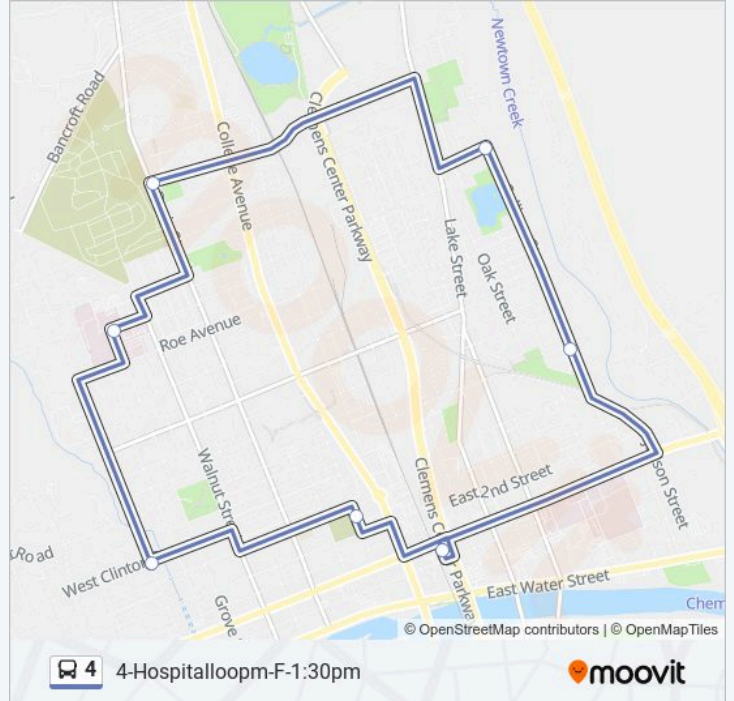 Newtown Creek
Bancroft Road
College Avenue
Clemens Center Parkway
Lake Street
Oak Street
Roe Avenue
Walnut Stre
Clemens C
r Parkway
East 2nd Street
son Street
Road
West Clinton
Grove
East Water Street
Chem
© OpenStreetMap contributors | © OpenMapTiles
4 4-Hospitalloopm-F-1:30pm
moovit